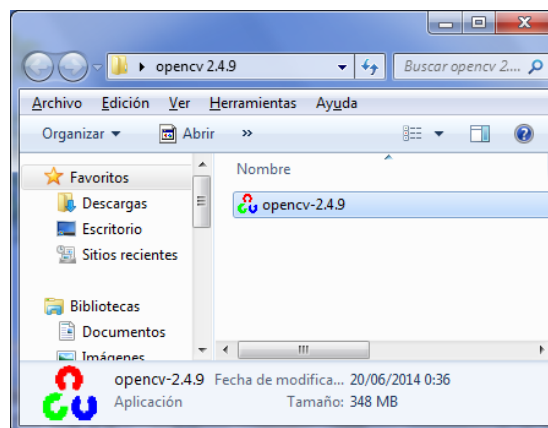 opencv 2.4.9
Buscar opencv 2....
Archivo Edición Ver Herramientas Ayuda
Organizar Abrir »
Favoritos
Descargas
Escritorio
Sitios recientes
Bibliotecas
Documentos
Imágenes
Nombre
opencv-2.4.9
opencv-2.4.9 Fecha de modifica... 20/06/2014 0:36
Aplicación Tamaño: 348 MB